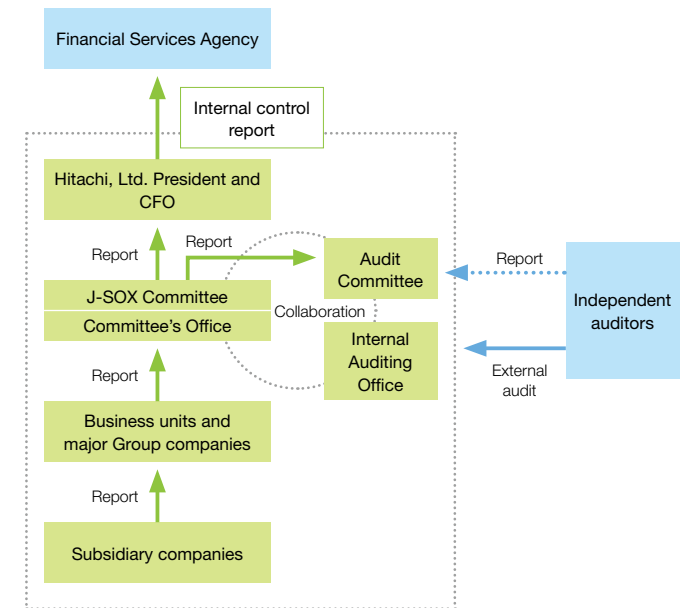 Financial Services Agency
Internal control
report
Hitachi, Ltd. President and
CFO
Report
Report
Audit
Committee
Report
Independent
auditors
J-SOX Committee
Committee's Office
Collaboration
Internal
Auditing
Office
External
audit
Report
Business units and
major Group companies
Report
Subsidiary companies